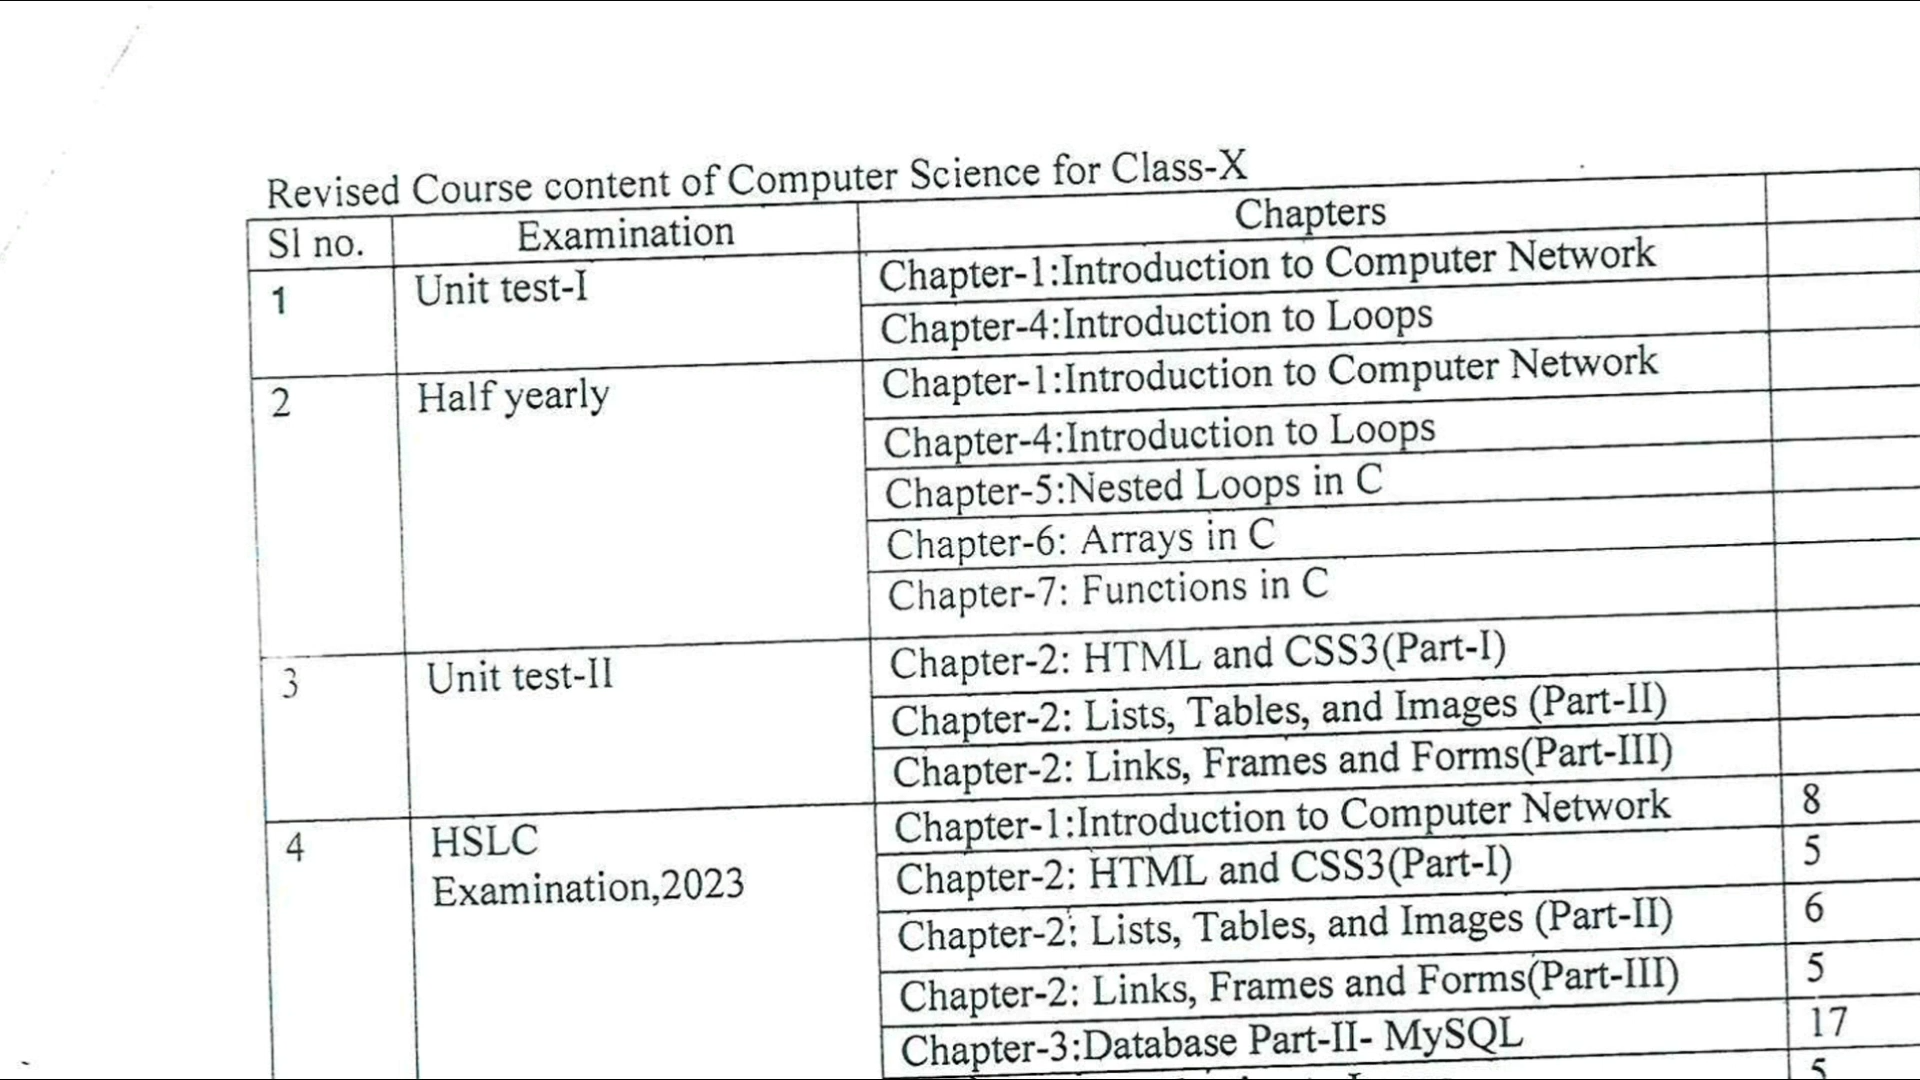 Revised Course content of Computer Science for Class-X
Sl no. Examination Chapters
1 Unit test-I Chapter-1:Introduction to Computer Network
Chapter-4:Introduction to Loops
2 Half yearly Chapter-1:Introduction to Computer Network
Chapter-4:Introduction to Loops
Chapter-5:Nested Loops in C
Chapter-6: Arrays in C
Chapter-7: Functions in C
3 Unit test-II Chapter-2: HTML and CSS3(Part-I)
Chapter-2: Lists, Tables, and Images (Part-II)
Chapter-2: Links, Frames and Forms(Part-III)
4 HSLC Chapter-1:Introduction to Computer Network 8
Examination,2023 Chapter-2: HTML and CSS3(Part-I) 5
Chapter-2: Lists, Tables, and Images (Part-II) 6
Chapter-2: Links, Frames and Forms(Part-III) 5
Chapter-3:Database Part-II- MySQL 17
5